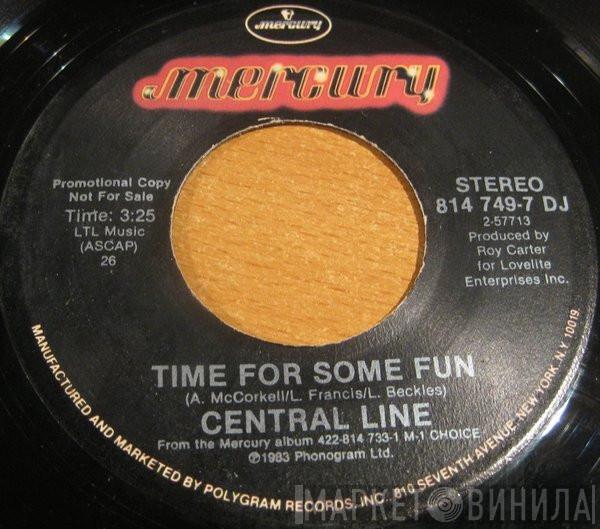 mercury
mercury
Promotional Copy
Not For Sale
Time: 3:25
LTL Music
(ASCAP)
26
STEREO
814 749-7 DJ
2-57713
Produced by
Roy Carter
for Lovelite
Enterprises Inc.
TIME FOR SOME FUN
(A. McCorkell/L. Francis/L. Beckles)
CENTRAL LINE
From the Mercury album 422-814 733-1 M-1 CHOICE
℗1983 Phonogram Ltd.
MANUFACTURED AND MARKETED BY POLYGRAM RECORDS, INC. 810 SEVENTH AVENUE, NEW YORK, N.Y. 10019
МАРКЕТ ВИНИЛА